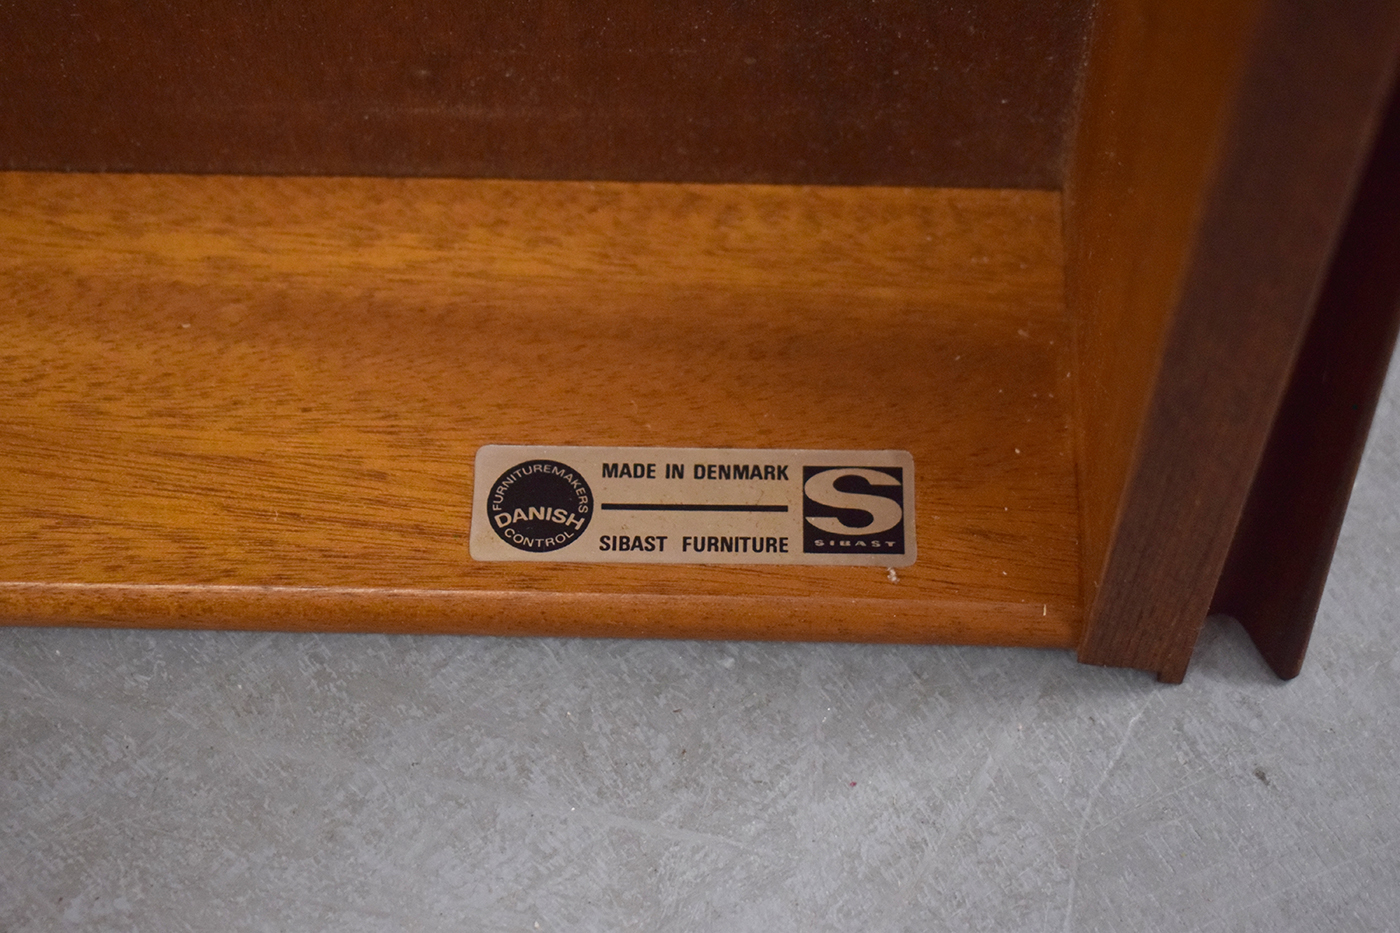 FURNITUREMAKERS
DANISH
CONTROL
MADE IN DENMARK
SIBAST FURNITURE
S
SIBAST